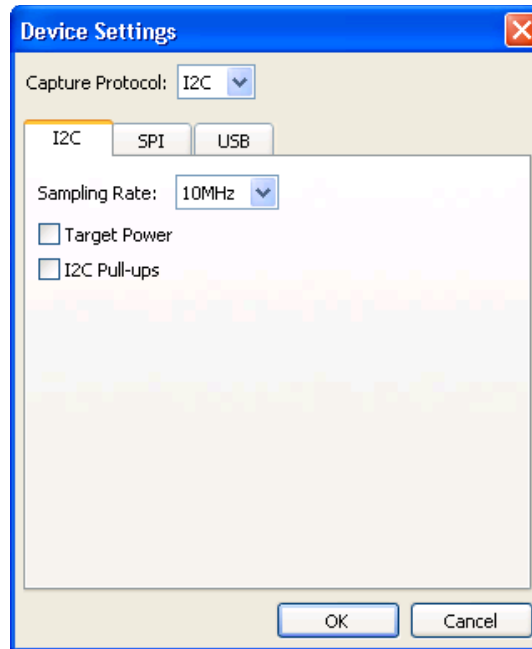 Device Settings
Capture Protocol: I2C
I2C SPI USB
Sampling Rate: 10MHz
Target Power
I2C Pull-ups
OK Cancel